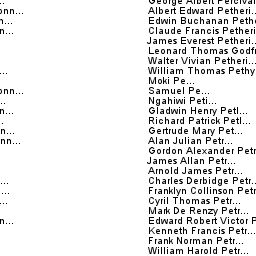 ..
onn...
n...
n...
...
onn...
...
n...
..
n...
nn...
...
...
...
n...
George Albert Percival
Albert Edward Petheri...
Edwin Buchanan Pethe
Claude Francis Petheri
James Everest Petheri...
Leonard Thomas Godfr
Walter Vivian Petheri...
William Thomas Pethy
Moki Pe...
Samuel Pe...
Ngahiwi Peti...
Gladwin Henry Petl...
Richard Patrick Petl...
Gertrude Mary Pet...
Alan Julian Petr...
Gordon Alexander Petr
James Allan Petr...
Arnold James Petr...
Charles Derbidge Petr...
Franklyn Collinson Petr
Cyril Thomas Petr...
Mark De Renzy Petr...
Edward Robert Victor P
Kenneth Francis Petr...
Frank Norman Petr...
William Harold Petr...